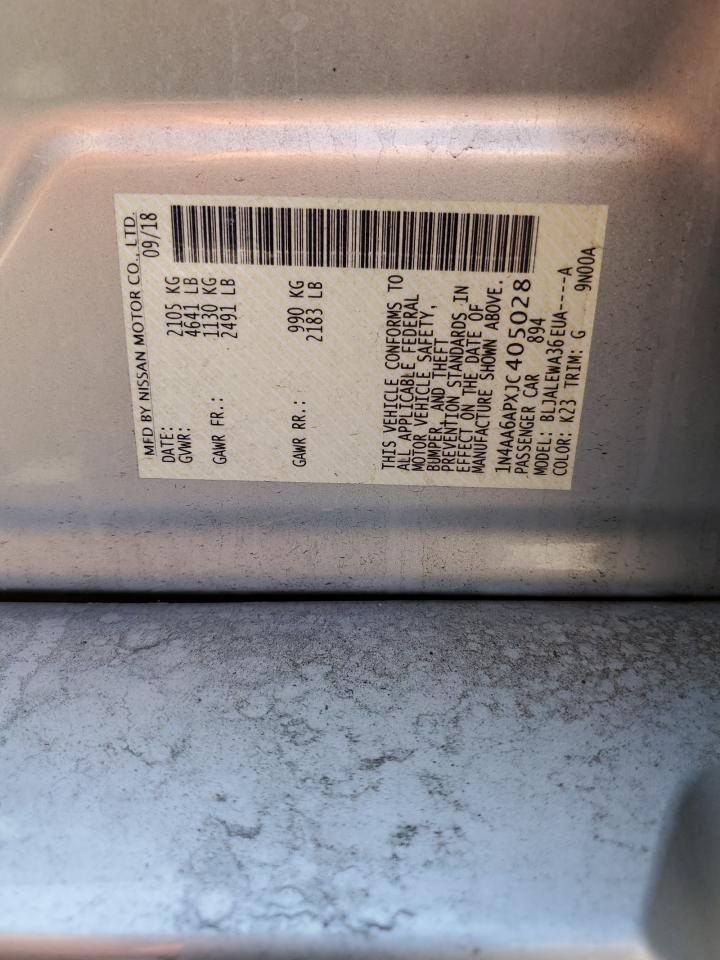 MFD BY NISSAN MOTOR CO., LTD.
DATE: 09/18
GVWR: 2105 KG
4641 LB
GAWR FR.: 1130 KG
2491 LB
GAWR RR.: 990 KG
2183 LB
THIS VEHICLE CONFORMS TO
ALL APPLICABLE FEDERAL
MOTOR VEHICLE SAFETY,
BUMPER, AND THEFT
PREVENTION STANDARDS IN
EFFECT ON THE DATE OF
MANUFACTURE SHOWN ABOVE.
1N4AA6APXJC405028
PASSENGER CAR 894
MODEL: BLJALEWA36EUA----A
COLOR: K23 TRIM: G 9N00A